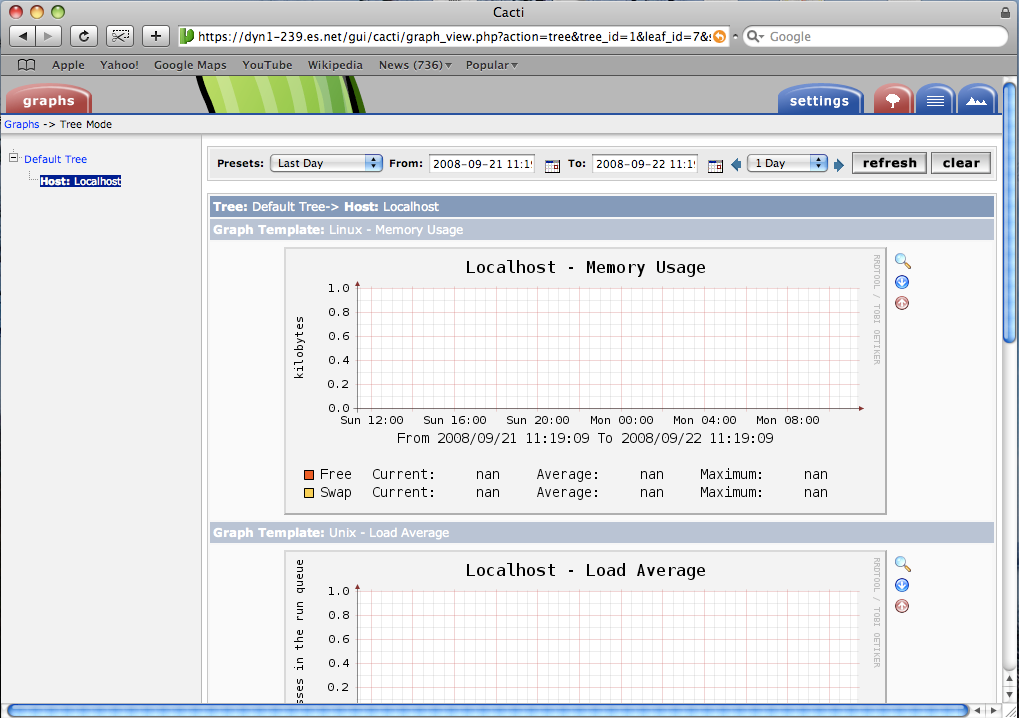 Cacti
https://dyn1-239.es.net/gui/cacti/graph_view.php?action=tree&tree_id=1&leaf_id=7&
Google
Apple Yahoo! Google Maps YouTube Wikipedia News (736) Popular
graphs
settings
Graphs -> Tree Mode
Default Tree
Host: Localhost
Presets: Last Day From: 2008-09-21 11:1 To: 2008-09-22 11:1 1 Day refresh clear
Tree: Default Tree-> Host: Localhost
Graph Template: Linux - Memory Usage
Localhost - Memory Usage
RRDTOOL / TOBI OETIKER
kilobytes
1.0
0.8
0.6
0.4
0.2
0.0
Sun 12:00 Sun 16:00 Sun 20:00 Mon 00:00 Mon 04:00 Mon 08:00
From 2008/09/21 11:19:09 To 2008/09/22 11:19:09
Free Current: nan Average: nan Maximum: nan
Swap Current: nan Average: nan Maximum: nan
Graph Template: Unix - Load Average
Localhost - Load Average
RRDTOOL / TOBI OETIKER
sses in the run queue
1.0
0.8
0.6
0.4
0.2